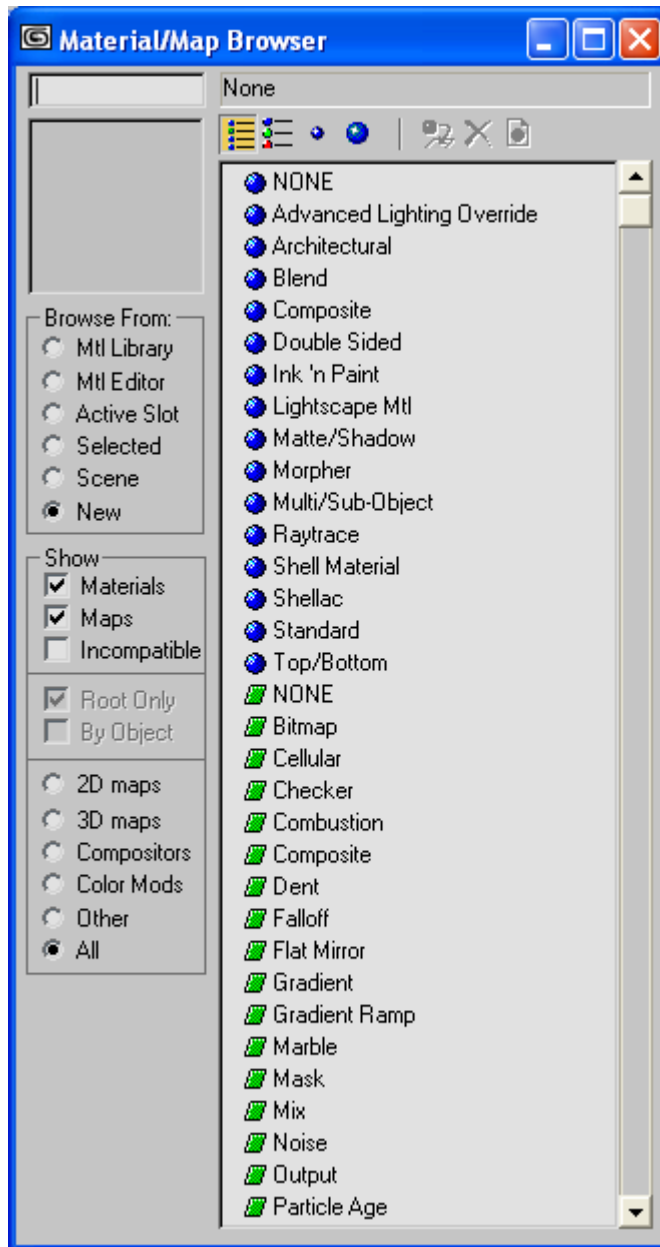 Material/Map Browser
None
Browse From:
Mtl Library
Mtl Editor
Active Slot
Selected
Scene
New
Show
Materials
Maps
Incompatible
Root Only
By Object
2D maps
3D maps
Compositors
Color Mods
Other
All
NONE
Advanced Lighting Override
Architectural
Blend
Composite
Double Sided
Ink 'n Paint
Lightscape Mtl
Matte/Shadow
Morpher
Multi/Sub-Object
Raytrace
Shell Material
Shellac
Standard
Top/Bottom
NONE
Bitmap
Cellular
Checker
Combustion
Composite
Dent
Falloff
Flat Mirror
Gradient
Gradient Ramp
Marble
Mask
Mix
Noise
Output
Particle Age